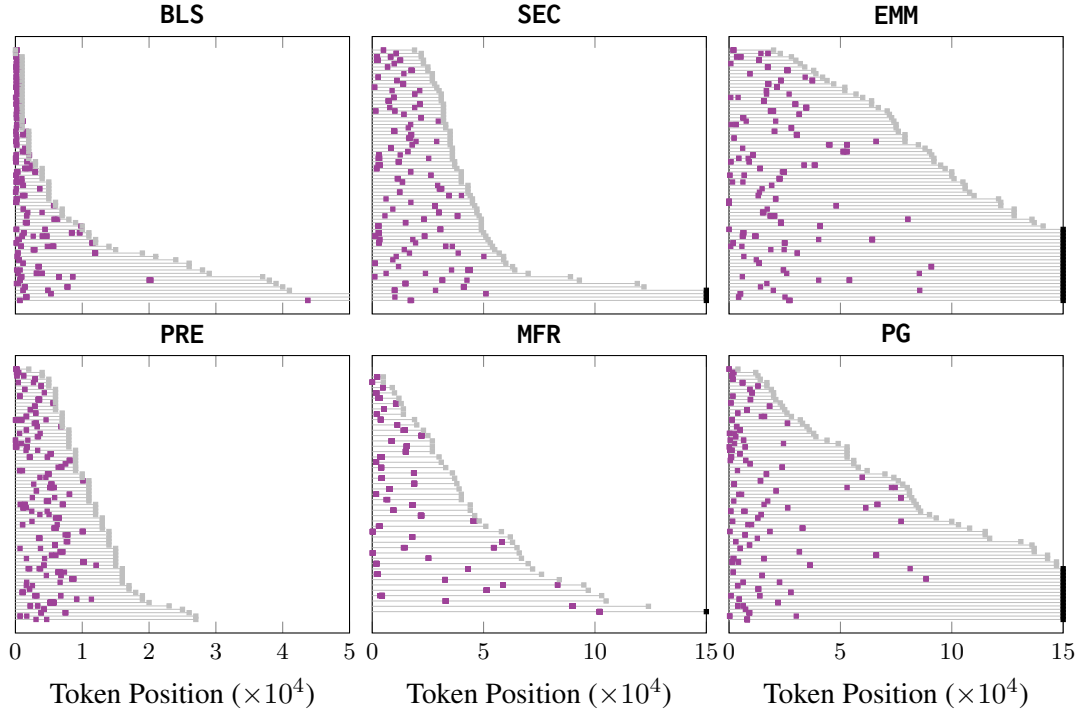 BLS SEC EMM
PRE MFR PG
0 1 2 3 4 5 0 5 10 15 0 5 10 15
Token Position (×10⁴) Token Position (×10⁴) Token Position (×10⁴)